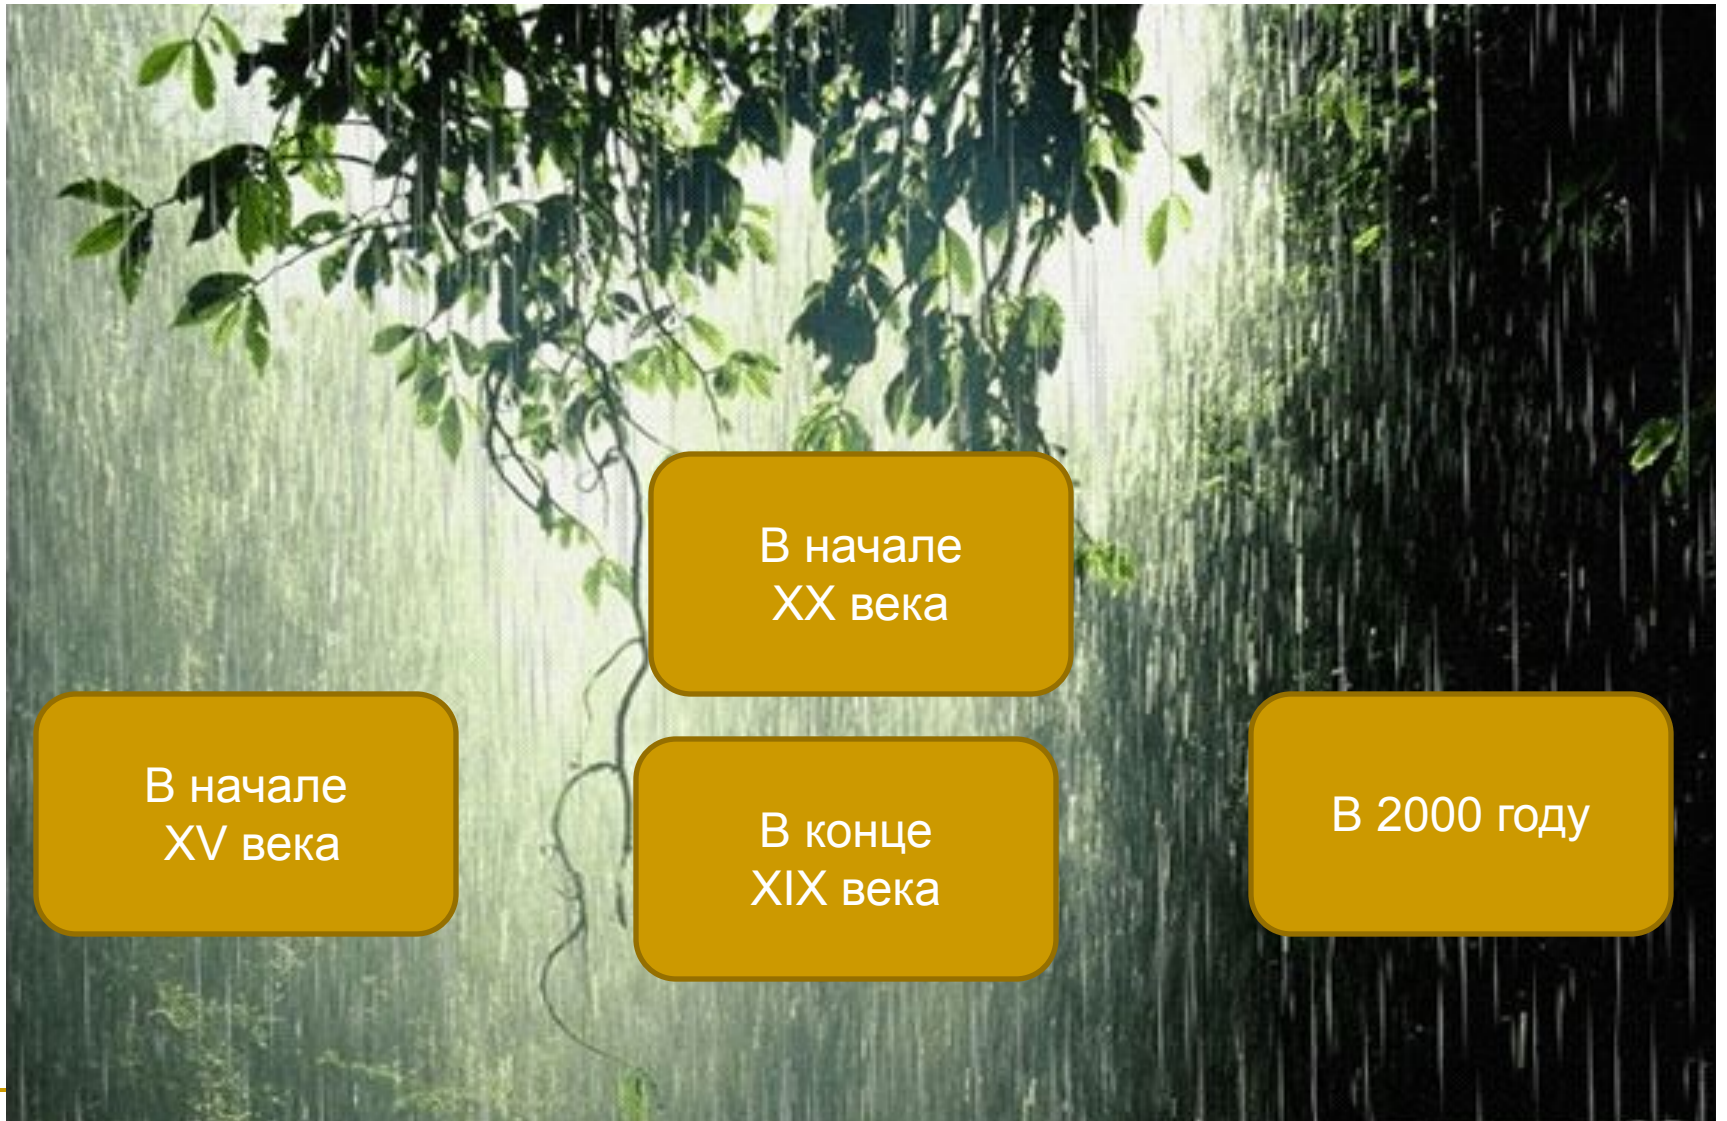 В начале
XX века
В начале
XV века
В конце
XIX века
В 2000 году